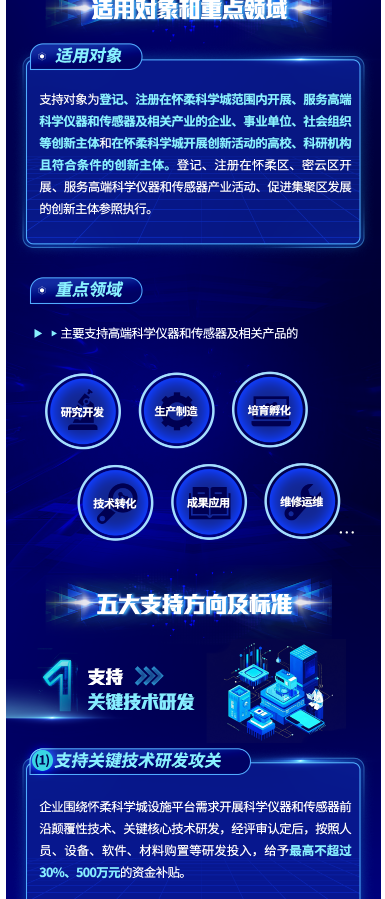 适用对象和重点领域
适用对象
支持对象为登记、注册在怀柔科学城范围内开展、服务高端
科学仪器和传感器及相关产业的企业、事业单位、社会组织
等创新主体和在怀柔科学城开展创新活动的高校、科研机构
且符合条件的创新主体。登记、注册在怀柔区、密云区开
展、服务高端科学仪器和传感器产业活动、促进集聚区发展
的创新主体参照执行。
重点领域
主要支持高端科学仪器和传感器及相关产品的
研究开发
生产制造
培育孵化
技术转化
成果应用
维修运维
...
五大支持方向及标准
1
支持
关键技术研发
(1)支持关键技术研发攻关
企业围绕怀柔科学城设施平台需求开展科学仪器和传感器前
沿颠覆性技术、关键核心技术研发，经评审认定后，按照人
员、设备、软件、材料购置等研发投入，给予最高不超过
30%、500万元的资金补贴。